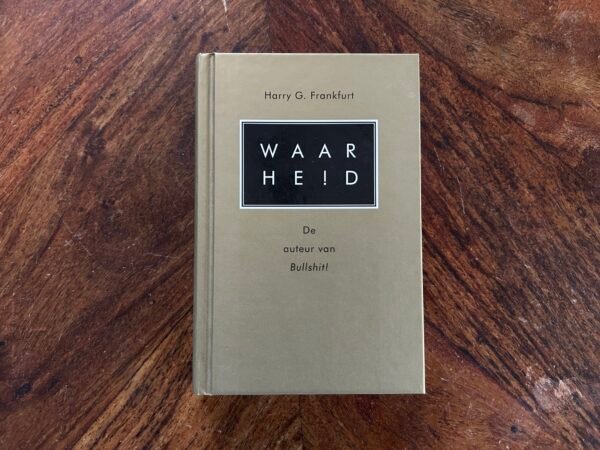 Harry G. Frankfurt
WAAR
HE!D
De
auteur van
Bullshit!